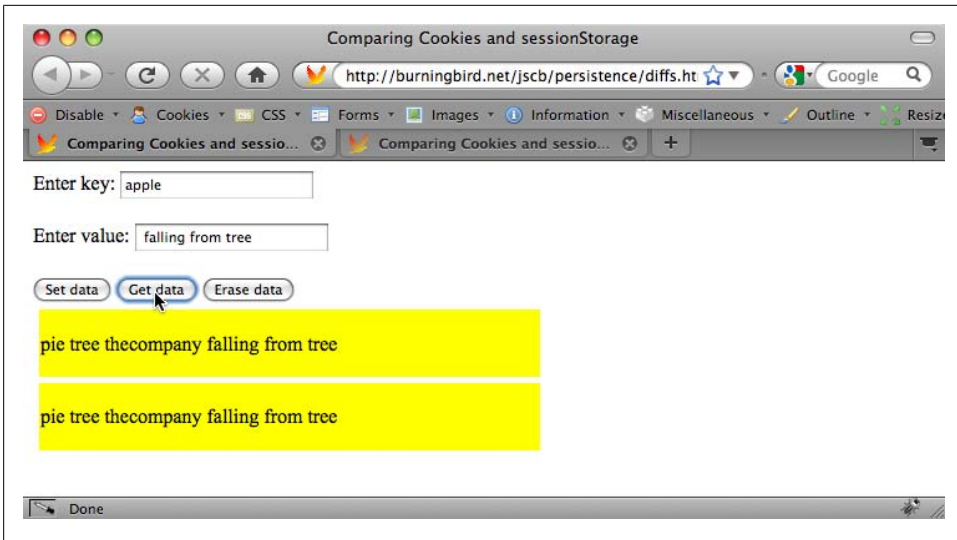 Comparing Cookies and sessionStorage
http://burningbird.net/jscb/persistence/diffs.ht
Google
Disable Cookies CSS Forms Images Information Miscellaneous Outline Resize
Comparing Cookies and sessio... Comparing Cookies and sessio... +
Enter key: apple
Enter value: falling from tree
Set data Get data Erase data
pie tree thecompany falling from tree
pie tree thecompany falling from tree
Done